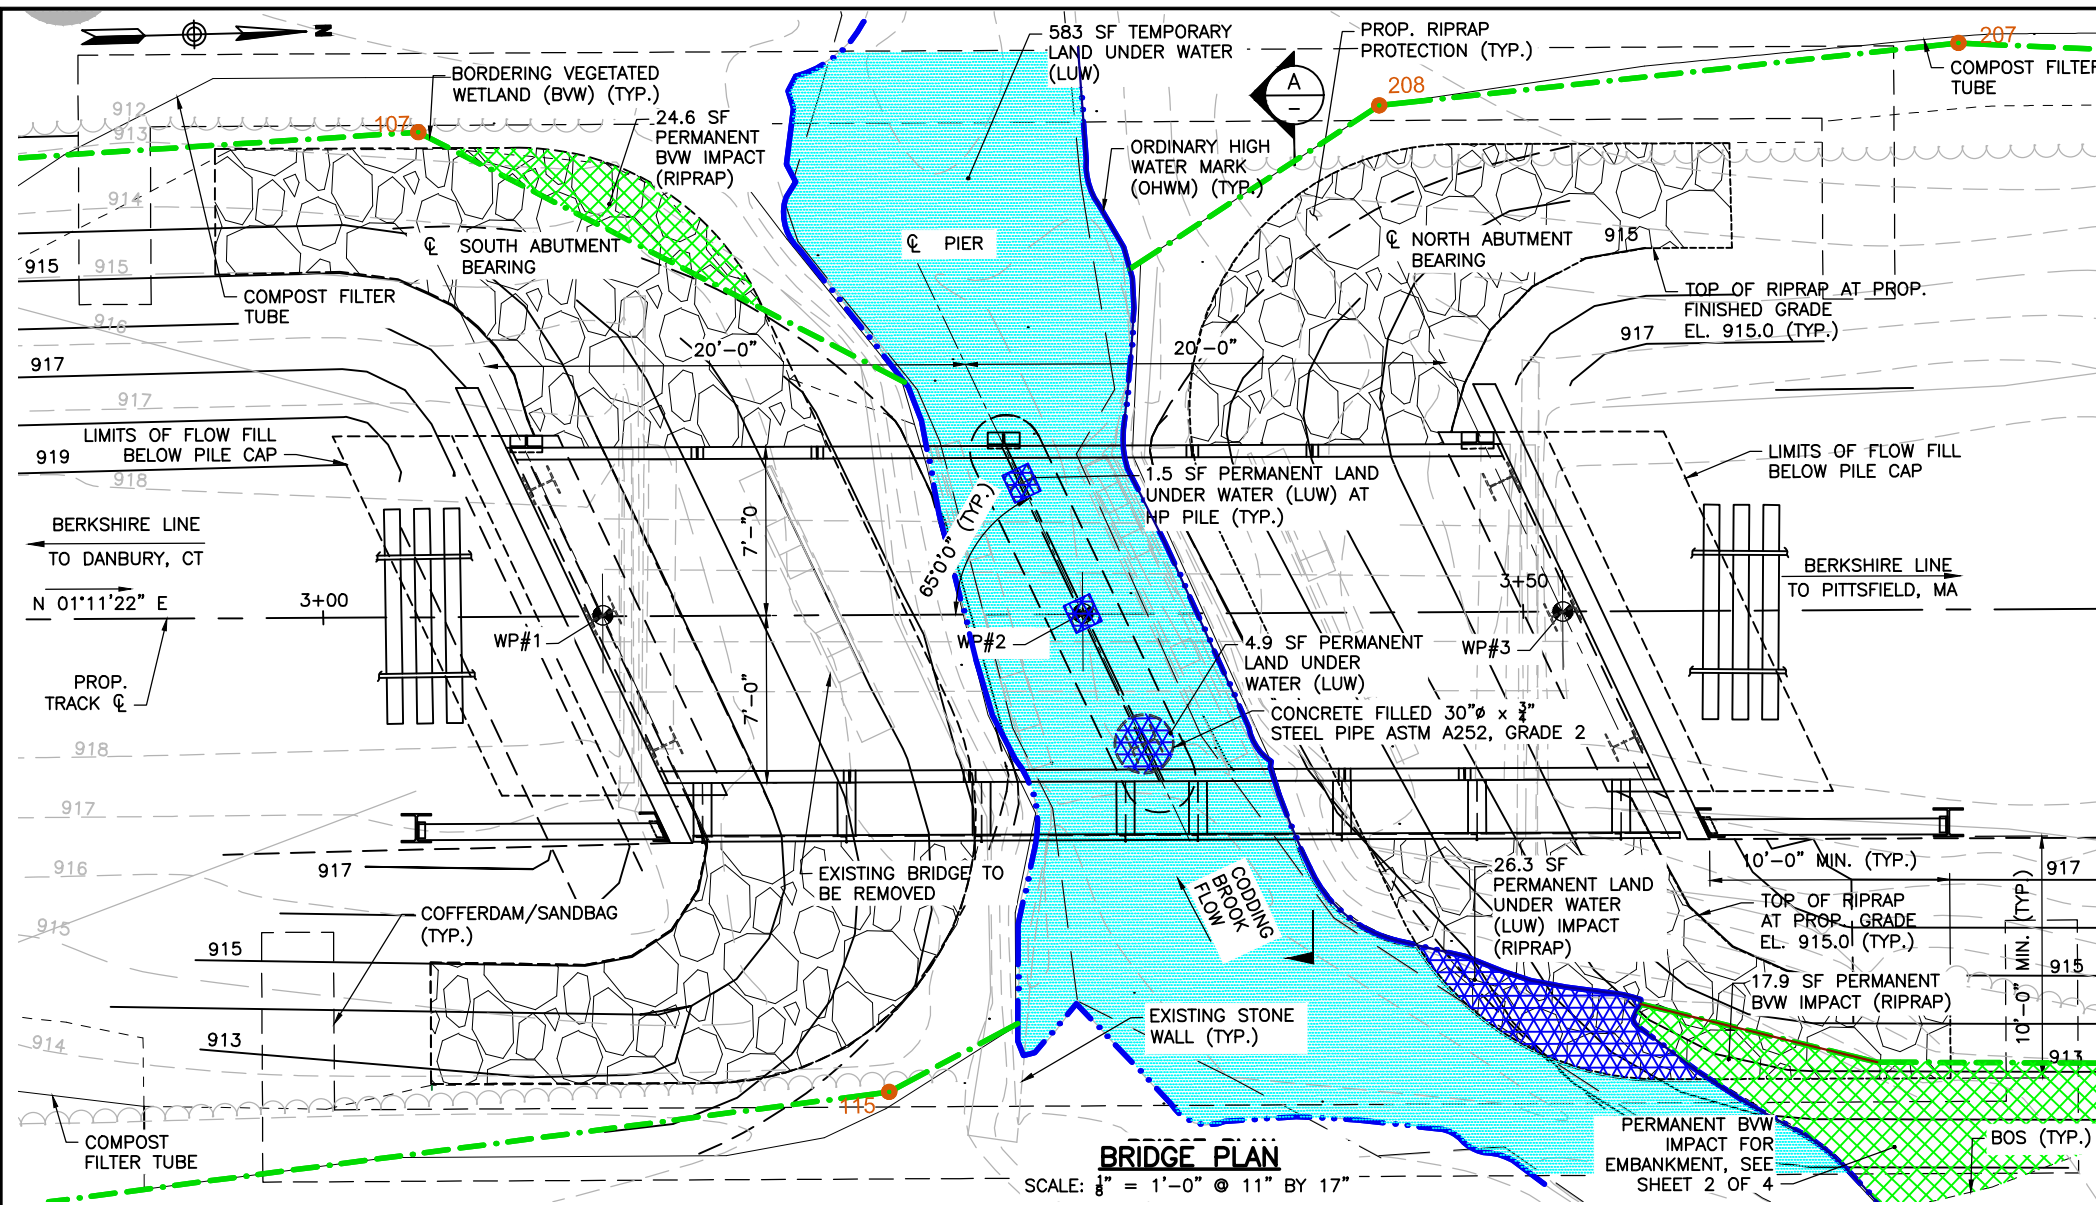 N
583 SF TEMPORARY
LAND UNDER WATER
(LUW)
PROP. RIPRAP
PROTECTION (TYP.)
207
COMPOST FILTER
TUBE
BORDERING VEGETATED
WETLAND (BVW) (TYP.)
A
–
208
912
913
107
24.6 SF
PERMANENT
BVW IMPACT
(RIPRAP)
ORDINARY HIGH
WATER MARK
(OHWM) (TYP.)
914
℄ SOUTH ABUTMENT
BEARING
℄ PIER
℄ NORTH ABUTMENT
BEARING
915
915
915
COMPOST FILTER
TUBE
TOP OF RIPRAP AT PROP.
FINISHED GRADE
EL. 915.0 (TYP.)
916
917
917
20'-0"
20'-0"
917
LIMITS OF FLOW FILL
BELOW PILE CAP
919
918
LIMITS OF FLOW FILL
BELOW PILE CAP
1.5 SF PERMANENT LAND
UNDER WATER (LUW) AT
HP PILE (TYP.)
BERKSHIRE LINE
TO DANBURY, CT
N 01°11'22" E
3+00
7'-"0
65°0'0" (TYP.)
3+50
BERKSHIRE LINE
TO PITTSFIELD, MA
WP#1
WP#2
WP#3
4.9 SF PERMANENT
LAND UNDER
WATER (LUW)
PROP.
TRACK ℄
7'-0"
CONCRETE FILLED 30"ø x 3/4"
STEEL PIPE ASTM A252, GRADE 2
918
917
916
917
EXISTING BRIDGE TO
BE REMOVED
CODDING
BROOK
FLOW
26.3 SF
PERMANENT LAND
UNDER WATER
(LUW) IMPACT
(RIPRAP)
10'-0" MIN. (TYP.)
917
TOP OF RIPRAP
AT PROP. GRADE
EL. 915.0 (TYP.)
10'-0" MIN. (TYP.)
COFFERDAM/SANDBAG
(TYP.)
915
915
915
17.9 SF PERMANENT
BVW IMPACT (RIPRAP)
EXISTING STONE
WALL (TYP.)
914
913
913
115
COMPOST
FILTER TUBE
PERMANENT BVW
IMPACT FOR
EMBANKMENT, SEE
SHEET 2 OF 4
BOS (TYP.)
BRIDGE PLAN
SCALE: 1/8" = 1'-0" @ 11" BY 17"